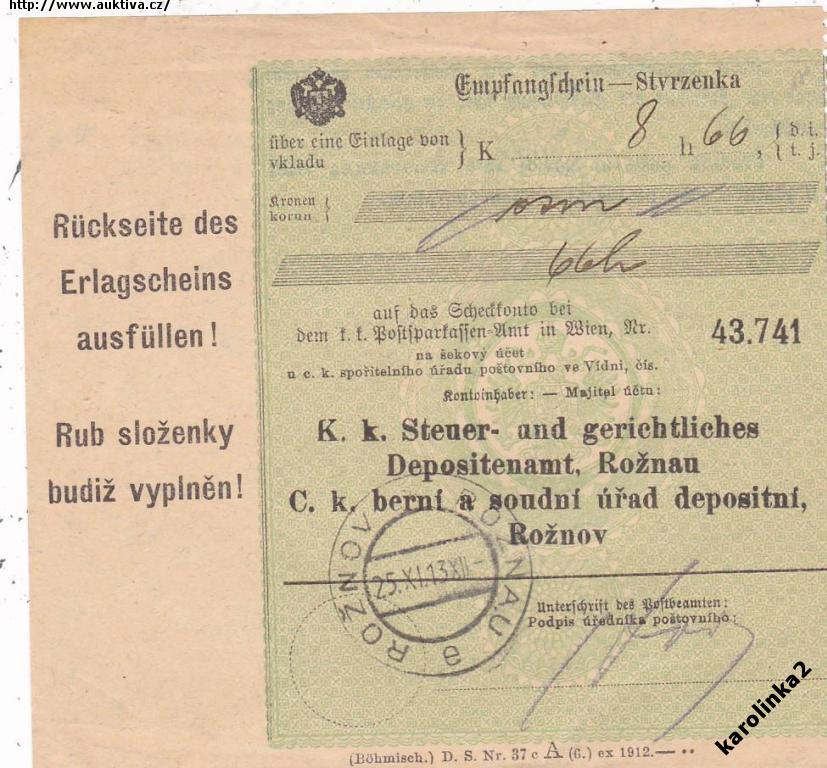 http://www.auktiva.cz/
Empfangschein — Stvrzenka
über eine Einlage von } K 8 h 66, { d. i.
vkladu } { t. j.
Kronen }
korun } osm
66h
auf das Scheckkonto bei
dem k. k. Postsparkassen-Amt in Wien, Nr. 43.741
na šekový účet
u c. k. spořitelního úřadu poštovního ve Vídni, čís.
Kontoinhaber: — Majitel účtu:
K. k. Steuer- und gerichtliches
Depositenamt, Rožnau
C. k. berní a soudní úřad depositní,
Rožnov
Rückseite des
Erlagscheins
ausfüllen!
Rub složenky
budiž vyplněn!
ROŽNOV ROŽNAU a
25.XI.13 XII-
Unterschrift des Postbeamten:
Podpis úředníka poštovního:
(Böhmisch.) D. S. Nr. 37 c A (6.) ex 1912.—
karolinka2